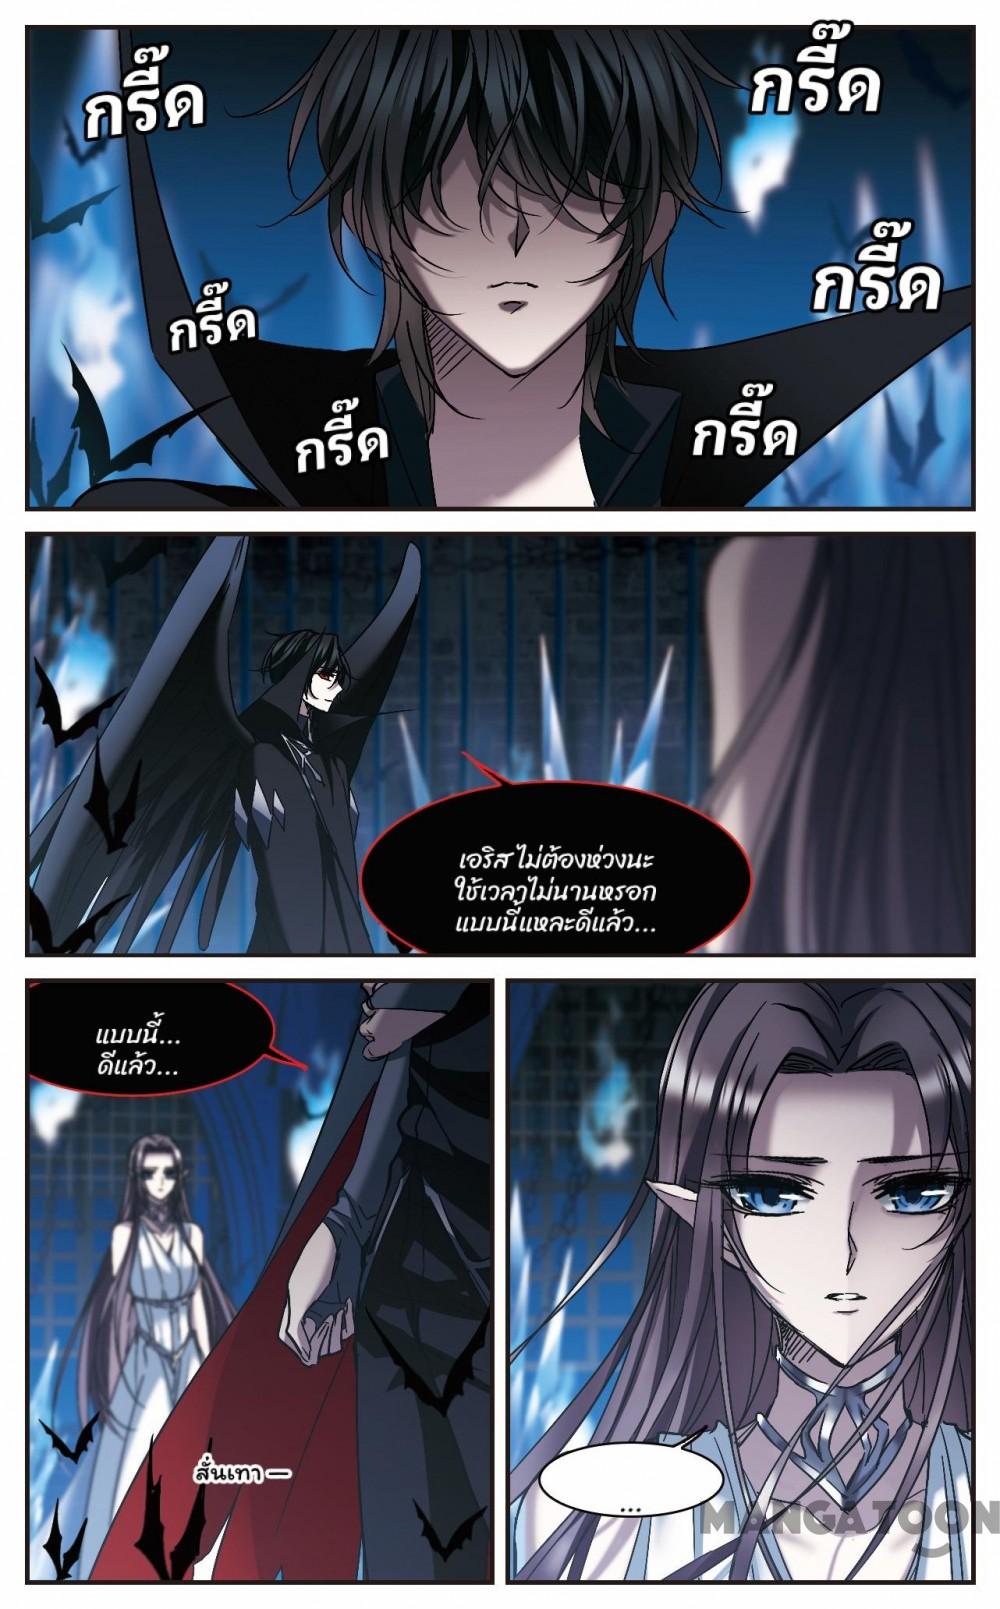 กรี๊ด
กรี๊ด
กรี๊ด
กรี๊ด
กรี๊ด
กรี๊ด
เอริส ไม่ต้องห่วงนะ
ใช้เวลาไม่นานหรอก
แบบนี้แหละดีแล้ว...
แบบนี้...
ดีแล้ว...
สั่นเทา —
...
MANGATOON